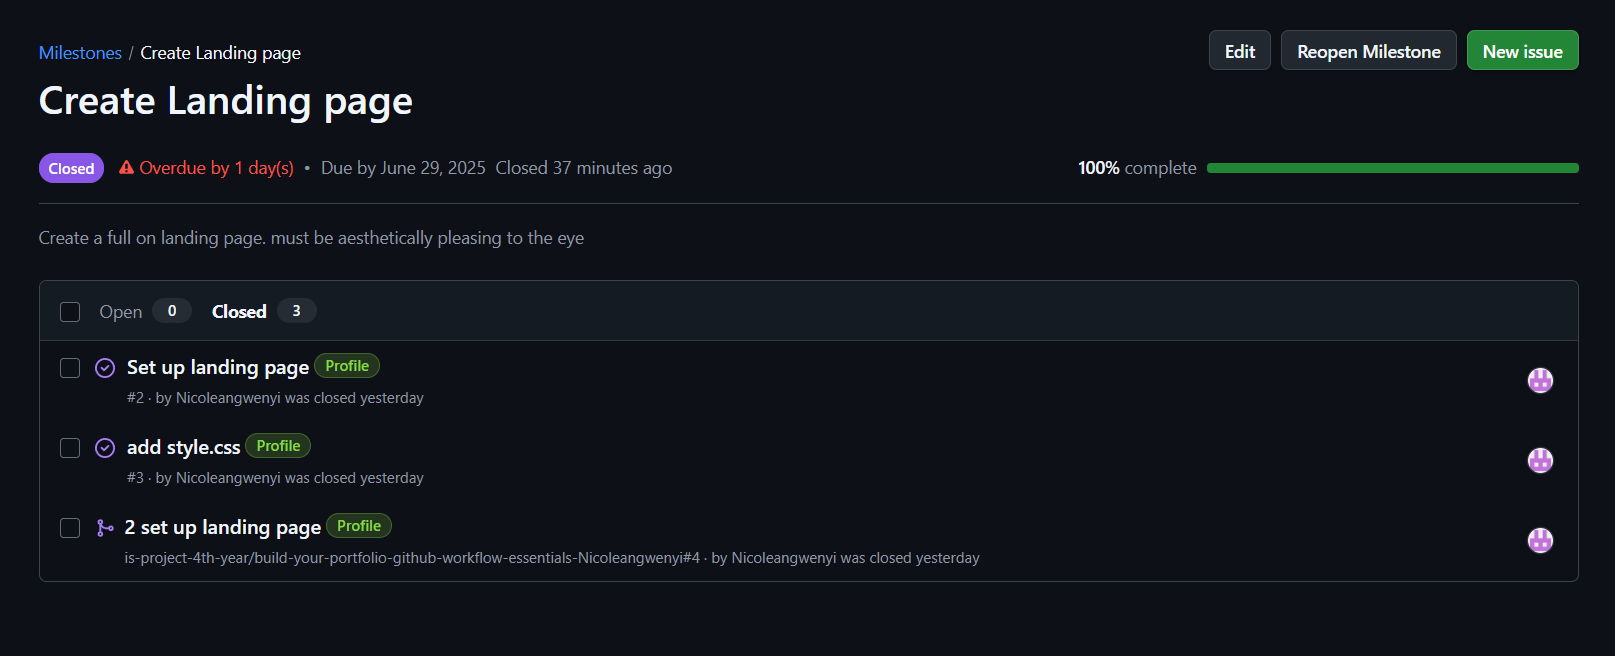 Milestones / Create Landing page
Edit
Reopen Milestone
New issue
Create Landing page
Closed Overdue by 1 day(s) • Due by June 29, 2025 Closed 37 minutes ago
100% complete
Create a full on landing page. must be aesthetically pleasing to the eye
Open 0 Closed 3
Set up landing page Profile
#2 · by Nicoleangwenyi was closed yesterday
add style.css Profile
#3 · by Nicoleangwenyi was closed yesterday
2 set up landing page Profile
is-project-4th-year/build-your-portfolio-github-workflow-essentials-Nicoleangwenyi#4 · by Nicoleangwenyi was closed yesterday